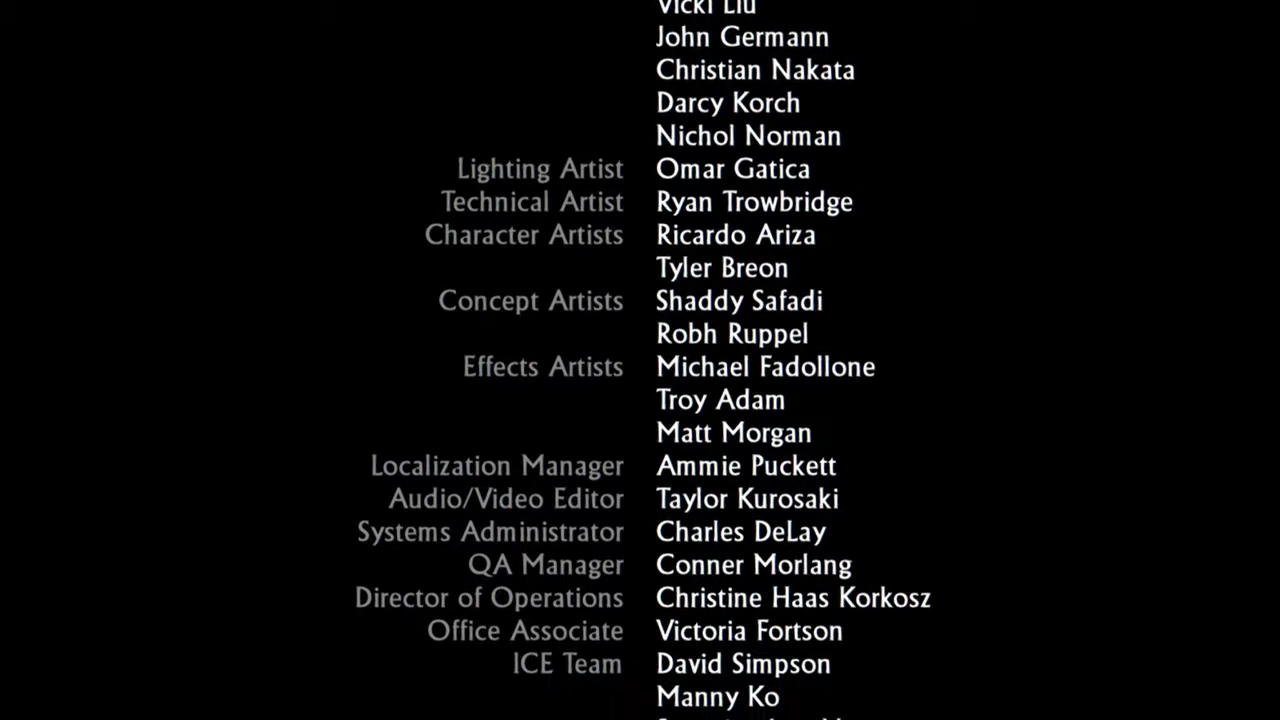 Vicki Liu
John Germann
Christian Nakata
Darcy Korch
Nichol Norman
Lighting Artist Omar Gatica
Technical Artist Ryan Trowbridge
Character Artists Ricardo Ariza
Tyler Breon
Concept Artists Shaddy Safadi
Robh Ruppel
Effects Artists Michael Fadollone
Troy Adam
Matt Morgan
Localization Manager Ammie Puckett
Audio/Video Editor Taylor Kurosaki
Systems Administrator Charles DeLay
QA Manager Conner Morlang
Director of Operations Christine Haas Korkosz
Office Associate Victoria Fortson
ICE Team David Simpson
Manny Ko